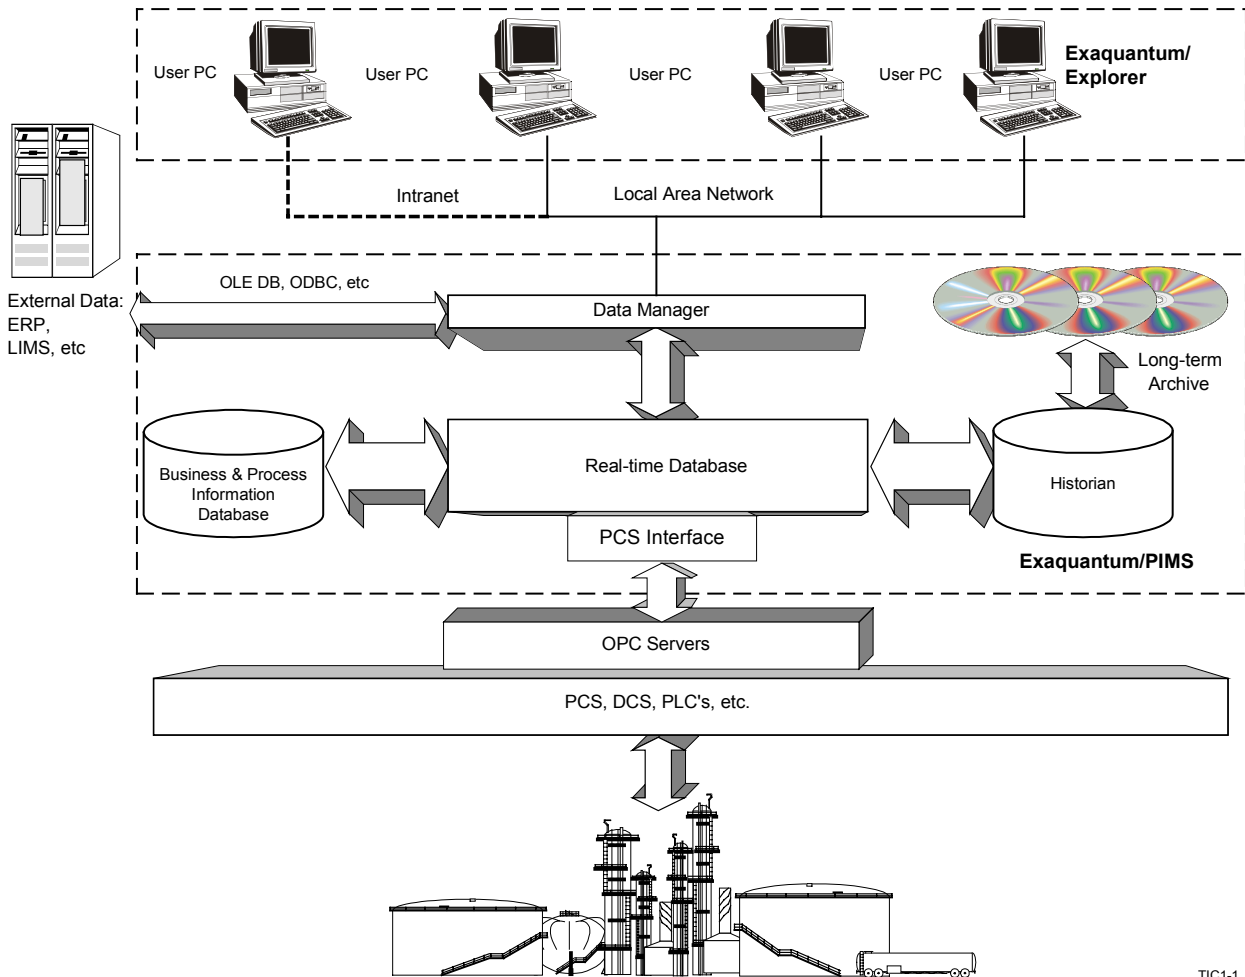 User PC
User PC
User PC
User PC
Exaquantum/
Explorer
Intranet
Local Area Network
External Data:
ERP,
LIMS, etc
OLE DB, ODBC, etc
Data Manager
Long-term
Archive
Business & Process
Information
Database
Real-time Database
Historian
PCS Interface
Exaquantum/PIMS
OPC Servers
PCS, DCS, PLC's, etc.
TIC1-1